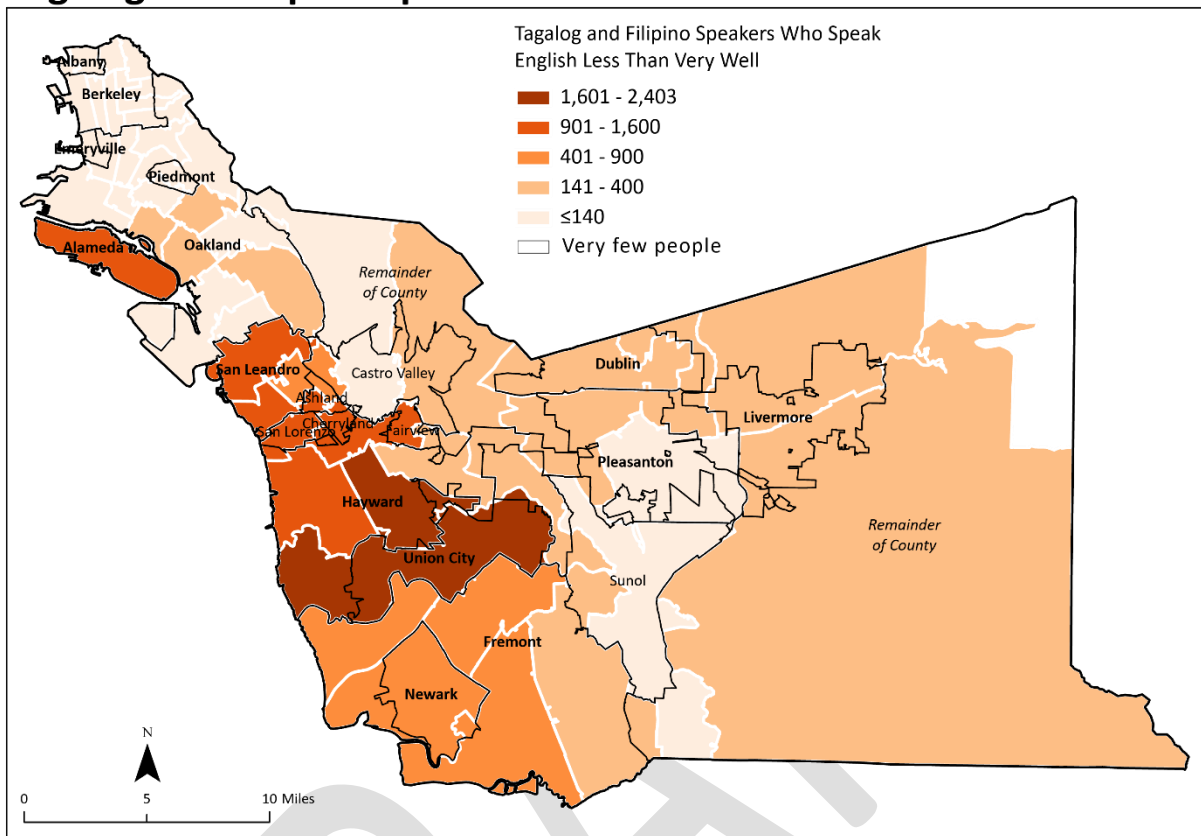 Tagalog and Filipino Speakers Who Speak
English Less Than Very Well
1,601 - 2,403
901 - 1,600
401 - 900
141 - 400
≤140
Very few people
Albany
Berkeley
Emeryville
Piedmont
Alameda
Oakland
Remainder
of County
San Leandro
Castro Valley
Dublin
Ashland
Livermore
Cherryland
San Lorenzo
Fairview
Pleasanton
Hayward
Remainder
of County
Union City
Sunol
Fremont
Newark
N
0 5 10 Miles